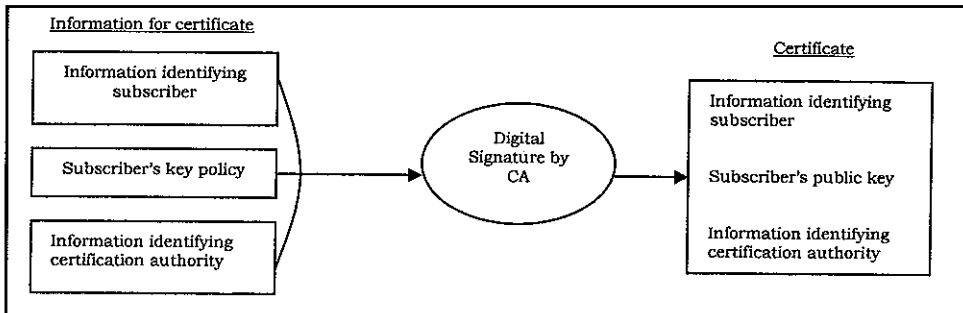 Information for certificate
Information identifying
subscriber
Subscriber's key policy
Information identifying
certification authority
Digital
Signature by
CA
Certificate
Information identifying
subscriber
Subscriber's public key
Information identifying
certification authority